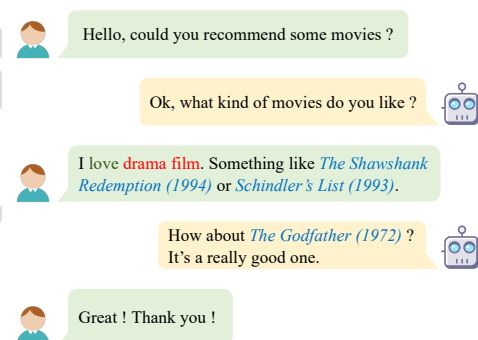 Hello, could you recommend some movies ?
Ok, what kind of movies do you like ?
I love drama film. Something like The Shawshank
Redemption (1994) or Schindler's List (1993).
How about The Godfather (1972) ?
It's a really good one.
Great ! Thank you !